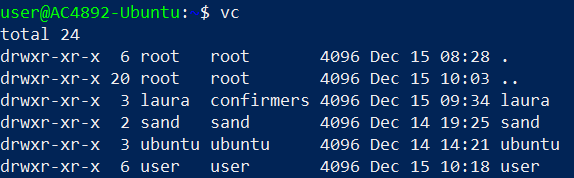 user@AC4892-Ubuntu: $ vc
total 24
drwxr-xr-x  6 root   root       4096 Dec 15 08:28 .
drwxr-xr-x 20 root   root       4096 Dec 15 10:03 ..
drwxr-xr-x  3 laura  confirmers 4096 Dec 15 09:34 laura
drwxr-xr-x  2 sand   sand       4096 Dec 14 19:25 sand
drwxr-xr-x  3 ubuntu ubuntu     4096 Dec 14 14:21 ubuntu
drwxr-xr-x  6 user   user       4096 Dec 15 10:18 user